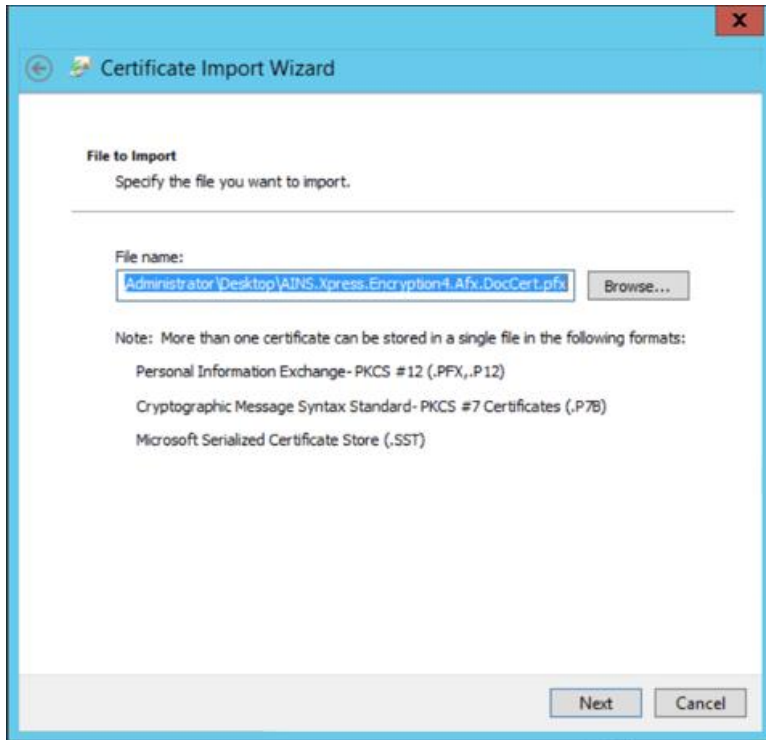 X
Certificate Import Wizard
File to Import
Specify the file you want to import.
File name:
Administrator\Desktop\AINS.Xpress.Encryption4.Afx.DocCert.pfx
Browse...
Note: More than one certificate can be stored in a single file in the following formats:
Personal Information Exchange- PKCS #12 (.PFX,.P12)
Cryptographic Message Syntax Standard- PKCS #7 Certificates (.P7B)
Microsoft Serialized Certificate Store (.SST)
Next
Cancel